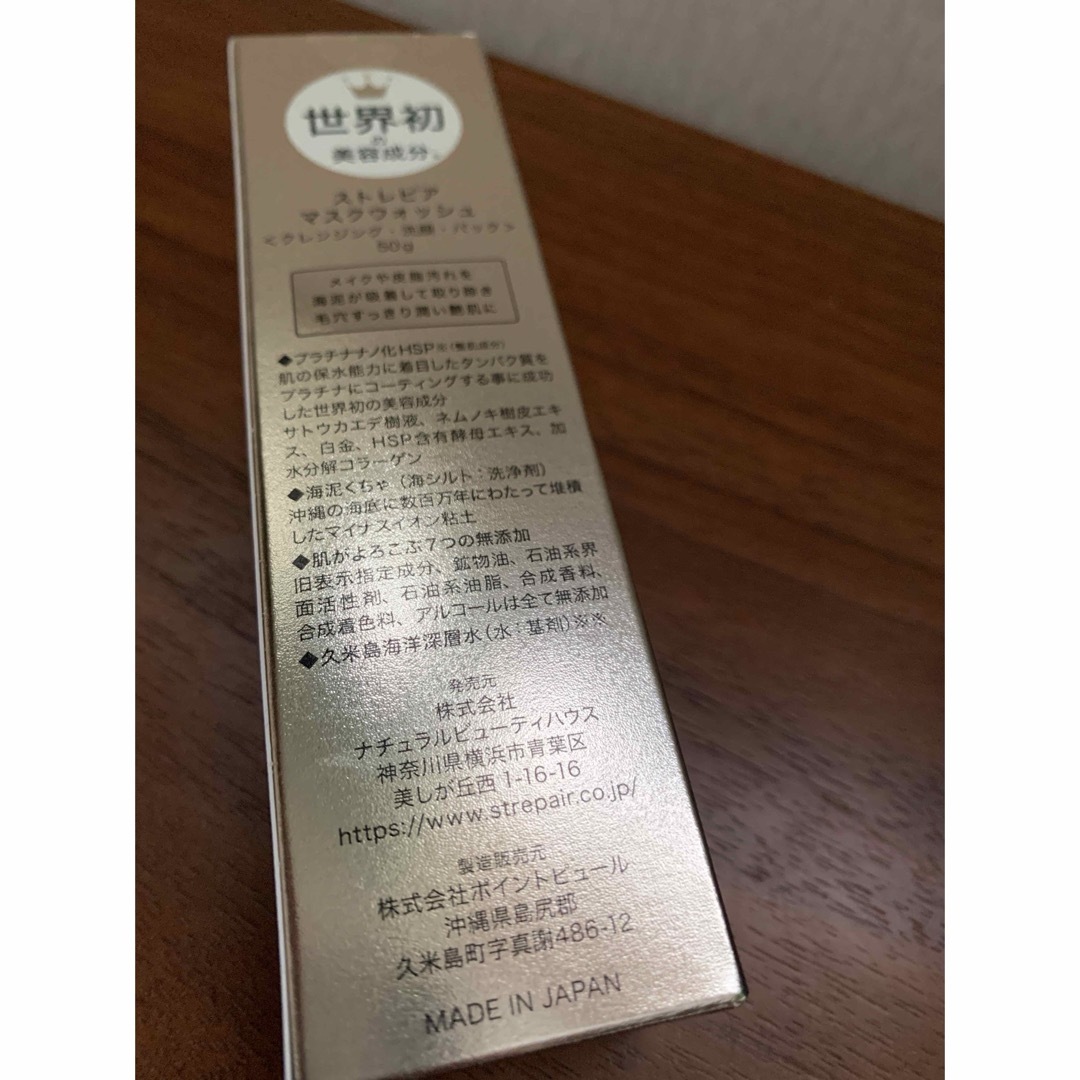 世界初
の
美容成分※
ストレピア
マスクウォッシュ
<クレンジング・洗顔・パック>
50g
メイクや皮脂汚れを
海泥が吸着して取り除き
毛穴すっきり潤い艶肌に
◆プラチナナノ化HSP※(整肌成分)
肌の保水能力に着目したタンパク質を
プラチナにコーティングする事に成功
した世界初の美容成分
サトウカエデ樹液、ネムノキ樹皮エキ
ス、白金、HSP含有酵母エキス、加
水分解コラーゲン
◆海泥くちゃ(海シルト:洗浄剤)
沖縄の海底に数百万年にわたって堆積
したマイナスイオン粘土
◆肌がよろこぶ7つの無添加
旧表示指定成分、鉱物油、石油系界
面活性剤、石油系油脂、合成香料、
合成着色料、アルコールは全て無添加
◆久米島海洋深層水(水:基剤)※※
発売元
株式会社
ナチュラルビューティハウス
神奈川県横浜市青葉区
美しが丘西1-16-16
https://www.strepair.co.jp/
製造販売元
株式会社ポイントピュール
沖縄県島尻郡
久米島町字真謝486-12
MADE IN JAPAN